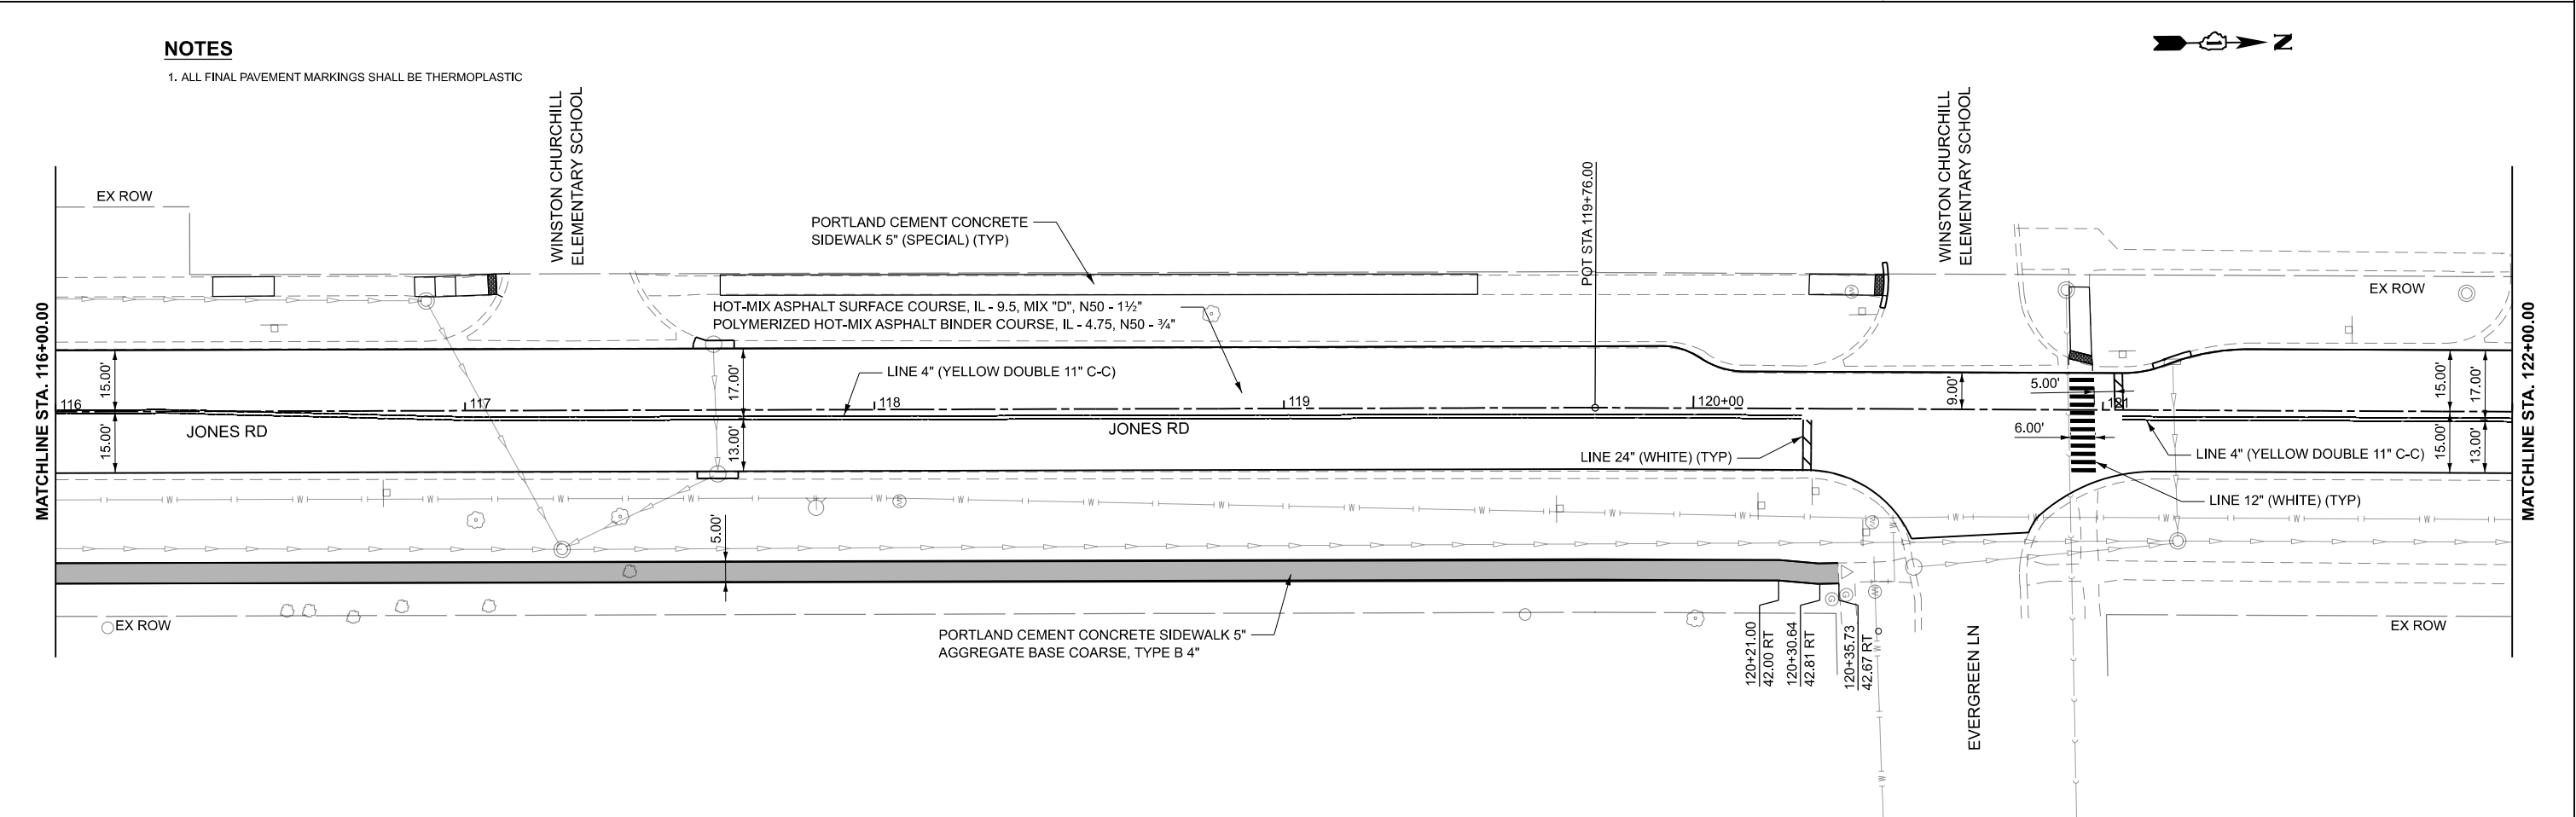 NOTES
1. ALL FINAL PAVEMENT MARKINGS SHALL BE THERMOPLASTIC
N
WINSTON CHURCHILL
ELEMENTARY SCHOOL
WINSTON CHURCHILL
ELEMENTARY SCHOOL
EX ROW
PORTLAND CEMENT CONCRETE
SIDEWALK 5" (SPECIAL) (TYP)
POT STA 119+76.00
EX ROW
HOT-MIX ASPHALT SURFACE COURSE, IL - 9.5, MIX "D", N50 - 1½"
POLYMERIZED HOT-MIX ASPHALT BINDER COURSE, IL - 4.75, N50 - ¾"
MATCHLINE STA. 116+00.00
MATCHLINE STA. 122+00.00
15.00'
17.00'
LINE 4" (YELLOW DOUBLE 11" C-C)
9.00'
5.00'
15.00'
17.00'
116
117
118
119
120+00
121
JONES RD
JONES RD
15.00'
13.00'
6.00'
15.00'
13.00'
LINE 24" (WHITE) (TYP)
LINE 4" (YELLOW DOUBLE 11" C-C)
LINE 12" (WHITE) (TYP)
5.00'
EX ROW
PORTLAND CEMENT CONCRETE SIDEWALK 5"
AGGREGATE BASE COARSE, TYPE B 4"
120+21.00
42.00 RT
120+30.64
42.81 RT
120+35.73
42.67 RT
EVERGREEN LN
EX ROW